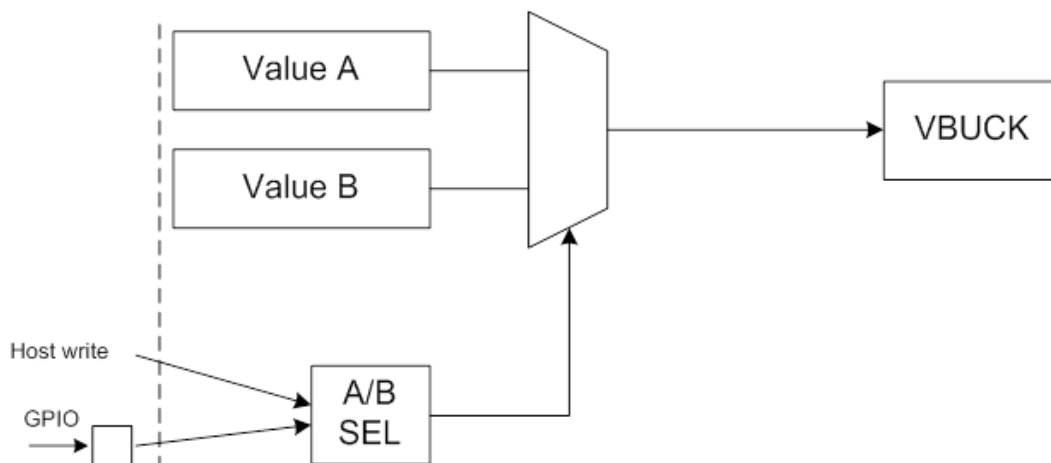 Value A
Value B
VBUCK
Host write
A/B
SEL
GPIO